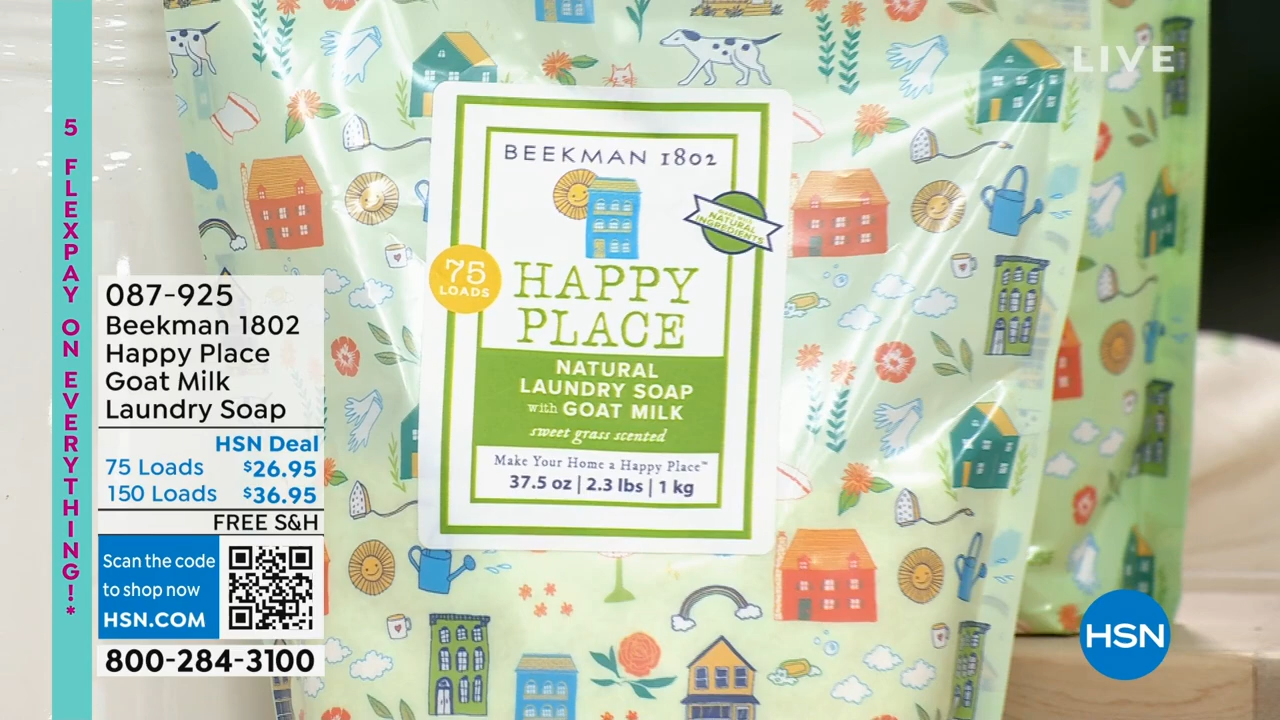 LIVE
5 FLEXPAY ON EVERYTHING!*
087-925
Beekman 1802
Happy Place
Goat Milk
Laundry Soap
HSN Deal
75 Loads $26.95
150 Loads $36.95
FREE S&H
Scan the code
to shop now
HSN.COM
800-284-3100
BEEKMAN 1802
NATURAL
INGREDIENTS
75
LOADS
HAPPY
PLACE
NATURAL
LAUNDRY SOAP
with GOAT MILK
sweet grass scented
Make Your Home a Happy Place™
37.5 oz | 2.3 lbs | 1 kg
HSN